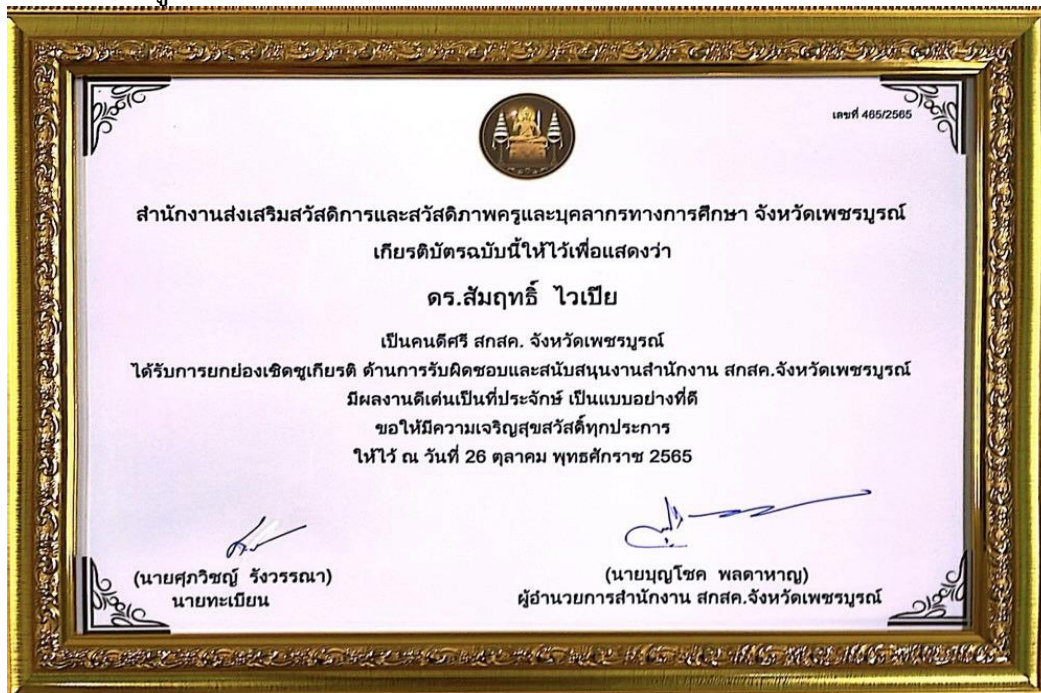 เลขที่ 465/2565
สำนักงานส่งเสริมสวัสดิการและสวัสดิภาพครูและบุคลากรทางการศึกษา จังหวัดเพชรบูรณ์
เกียรติบัตรฉบับนี้ให้ไว้เพื่อแสดงว่า
ดร.สัมฤทธิ์ ไวเปีย
เป็นคนดีศรี สกสค. จังหวัดเพชรบูรณ์
ได้รับการยกย่องเชิดชูเกียรติ ด้านการรับผิดชอบและสนับสนุนงานสำนักงาน สกสค.จังหวัดเพชรบูรณ์
มีผลงานดีเด่นเป็นที่ประจักษ์ เป็นแบบอย่างที่ดี
ขอให้มีความเจริญสุขสวัสดิ์ทุกประการ
ให้ไว้ ณ วันที่ 26 ตุลาคม พุทธศักราช 2565
(นายศุภวิชญ์ รังวรรณา)
นายทะเบียน
(นายบุญโชค พลดาหาญ)
ผู้อำนวยการสำนักงาน สกสค.จังหวัดเพชรบูรณ์